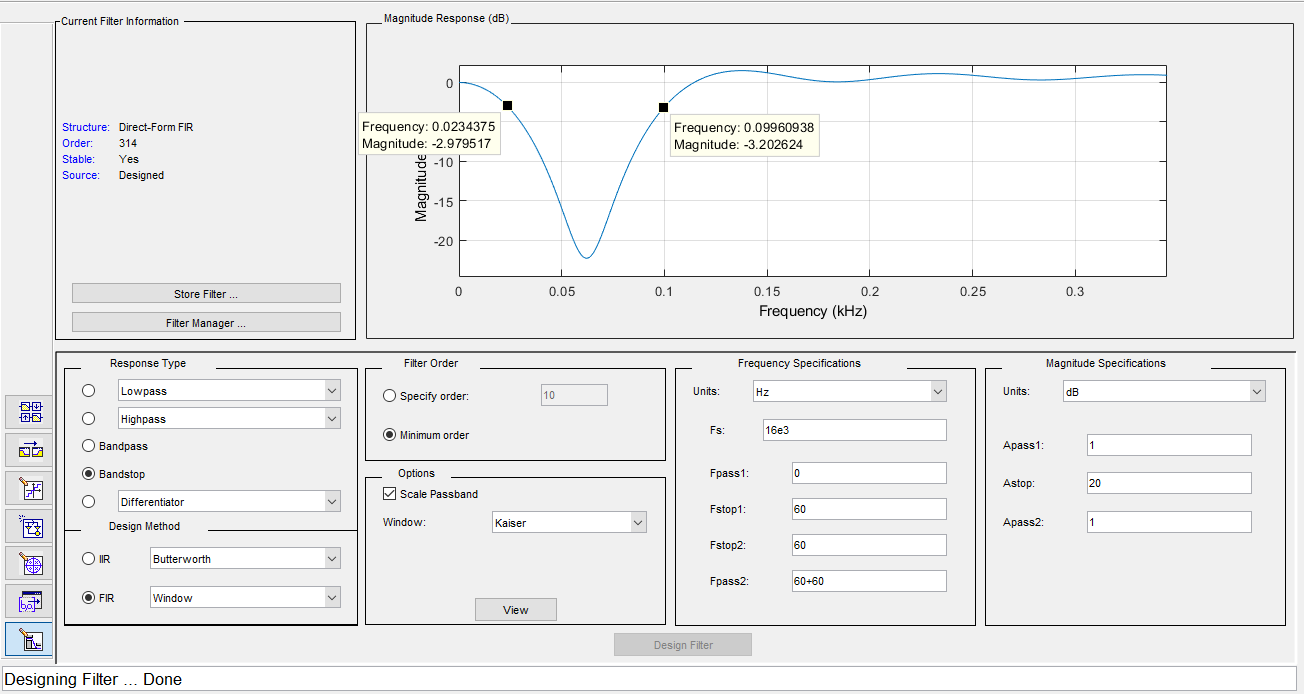 Current Filter Information
Structure: Direct-Form FIR
Order: 314
Stable: Yes
Source: Designed
Store Filter ...
Filter Manager ...
Magnitude Response (dB)
0
-10
-15
-20
Magnitude
Frequency: 0.0234375
Magnitude: -2.979517
Frequency: 0.09960938
Magnitude: -3.202624
0 0.05 0.1 0.15 0.2 0.25 0.3
Frequency (kHz)
Response Type
Lowpass
Highpass
Bandpass
Bandstop
Differentiator
Design Method
IIR Butterworth
FIR Window
Filter Order
Specify order: 10
Minimum order
Options
Scale Passband
Window: Kaiser
View
Frequency Specifications
Units: Hz
Fs: 16e3
Fpass1: 0
Fstop1: 60
Fstop2: 60
Fpass2: 60+60
Magnitude Specifications
Units: dB
Apass1: 1
Astop: 20
Apass2: 1
Design Filter
Designing Filter ... Done